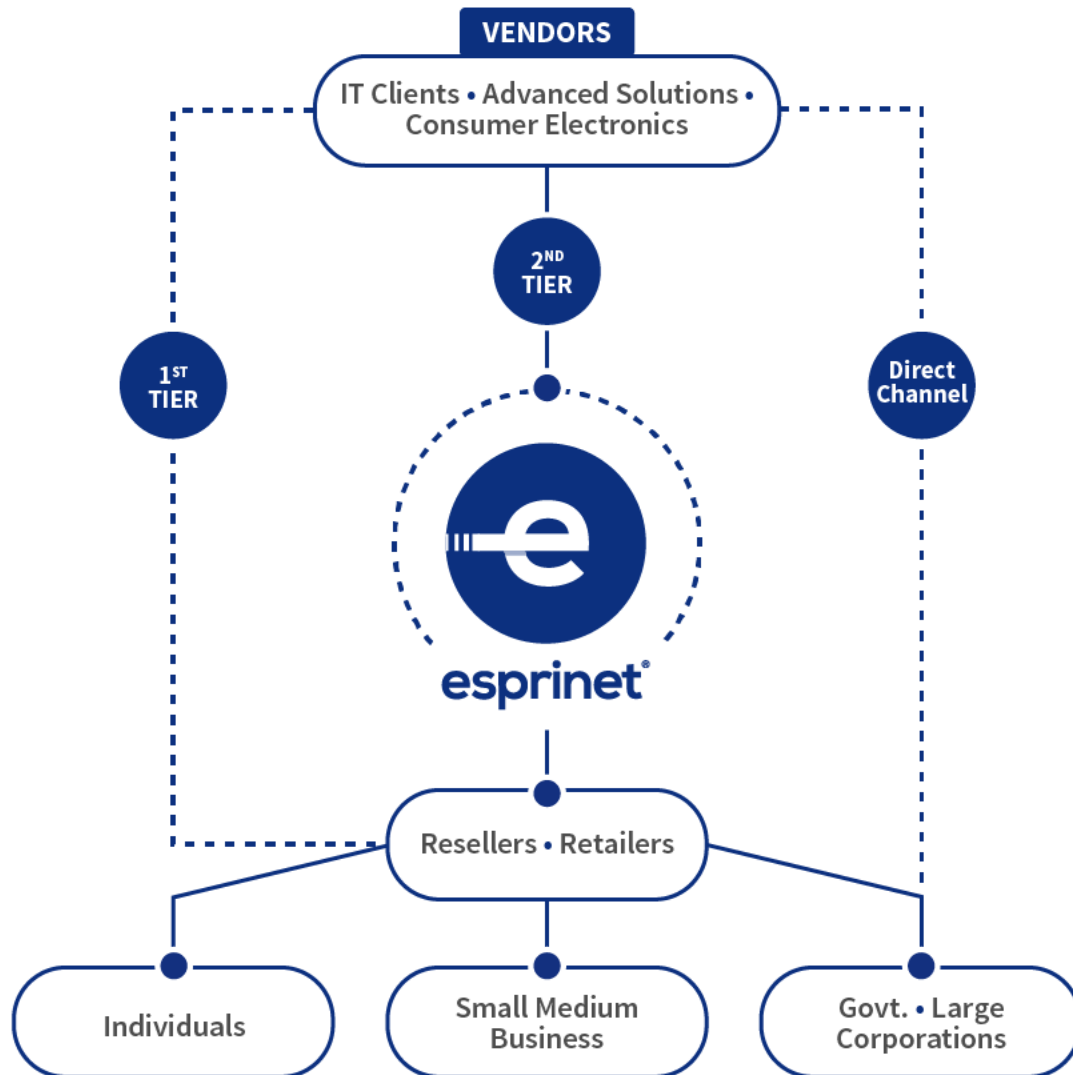 VENDORS
IT Clients • Advanced Solutions •
Consumer Electronics
2ND
TIER
1ST
TIER
Direct
Channel
e
esprinet®
Resellers • Retailers
Individuals
Small Medium
Business
Govt. • Large
Corporations